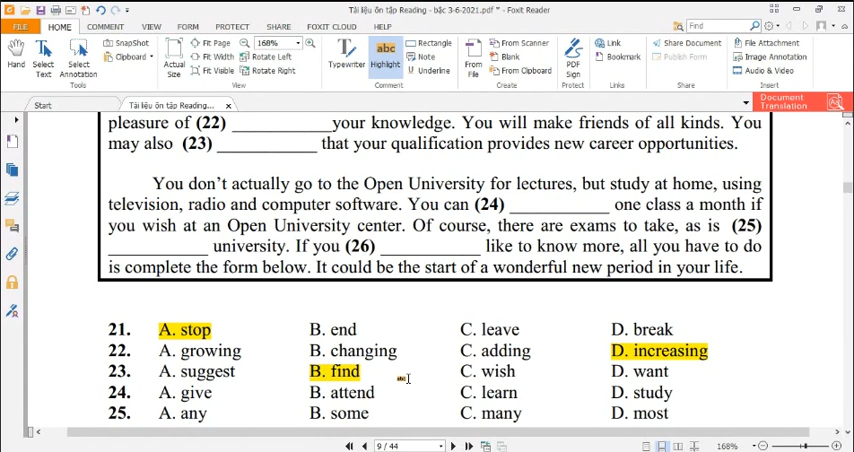 Tài liệu ôn tập Reading - bậc 3-6-2021.pdf * - Foxit Reader
FILE HOME COMMENT VIEW FORM PROTECT SHARE FOXIT CLOUD HELP Find
Hand Select Text Select Annotation SnapShot Clipboard Actual Size Fit Page Fit Width Fit Visible 168% Rotate Left Rotate Right Typewriter abc Highlight Rectangle Note Underline From File From Scanner Blank From Clipboard PDF Sign Link Bookmark Share Document Publish Form File Attachment Image Annotation Audio & Video
Tools View Comment Create Protect Links Share Insert
Start Tài liệu ôn tập Reading... x Document Translation
pleasure of (22) ___________your knowledge. You will make friends of all kinds. You
may also (23) ___________ that your qualification provides new career opportunities.
You don't actually go to the Open University for lectures, but study at home, using
television, radio and computer software. You can (24) ___________ one class a month if
you wish at an Open University center. Of course, there are exams to take, as is (25)
___________ university. If you (26) ___________ like to know more, all you have to do
is complete the form below. It could be the start of a wonderful new period in your life.
21. A. stop B. end C. leave D. break
22. A. growing B. changing C. adding D. increasing
23. A. suggest B. find C. wish D. want
24. A. give B. attend C. learn D. study
25. A. any B. some C. many D. most
9 / 44 168%